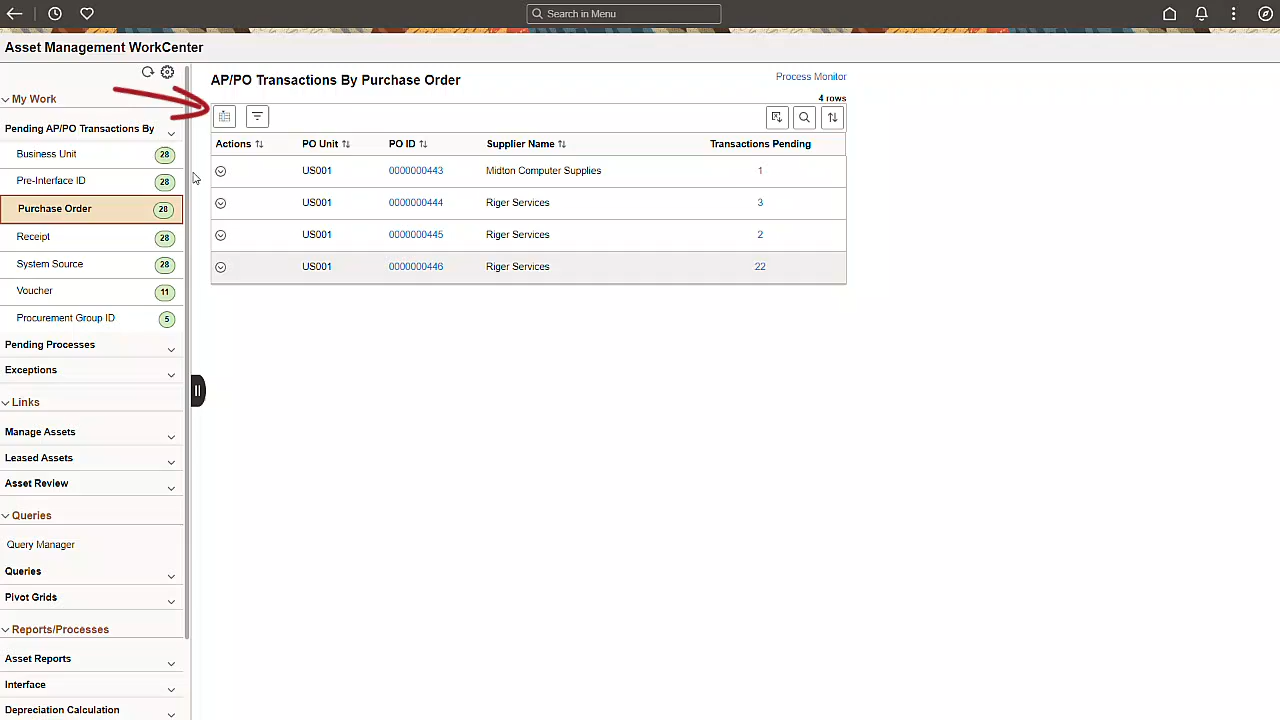 Search in Menu
Asset Management WorkCenter
My Work
Pending AP/PO Transactions By
Business Unit 28
Pre-Interface ID 28
Purchase Order 28
Receipt 28
System Source 28
Voucher 11
Procurement Group ID 5
Pending Processes
Exceptions
Links
Manage Assets
Leased Assets
Asset Review
Queries
Query Manager
Queries
Pivot Grids
Reports/Processes
Asset Reports
Interface
Depreciation Calculation
AP/PO Transactions By Purchase Order
Process Monitor
4 rows
Actions PO Unit PO ID Supplier Name Transactions Pending
US001 0000000443 Midton Computer Supplies 1
US001 0000000444 Riger Services 3
US001 0000000445 Riger Services 2
US001 0000000446 Riger Services 22